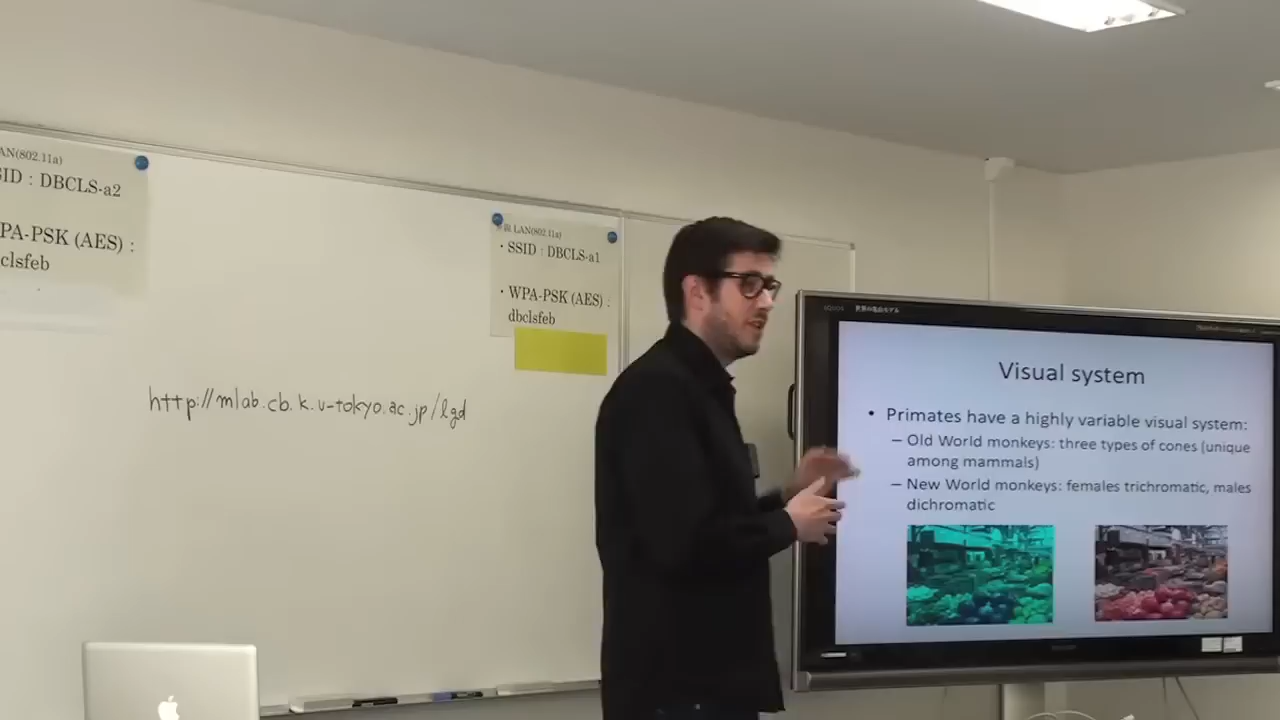 AN(802.11a)
SID : DBCLS-a2
PA-PSK (AES) :
clsfeb
LAN(802.11a)
・SSID : DBCLS-a1
・WPA-PSK (AES) :
dbclsfeb
http://mlab.cb.k.u-tokyo.ac.jp/lgd
Visual system
• Primates have a highly variable visual system:
– Old World monkeys: three types of cones (unique
among mammals)
– New World monkeys: females trichromatic, males
dichromatic